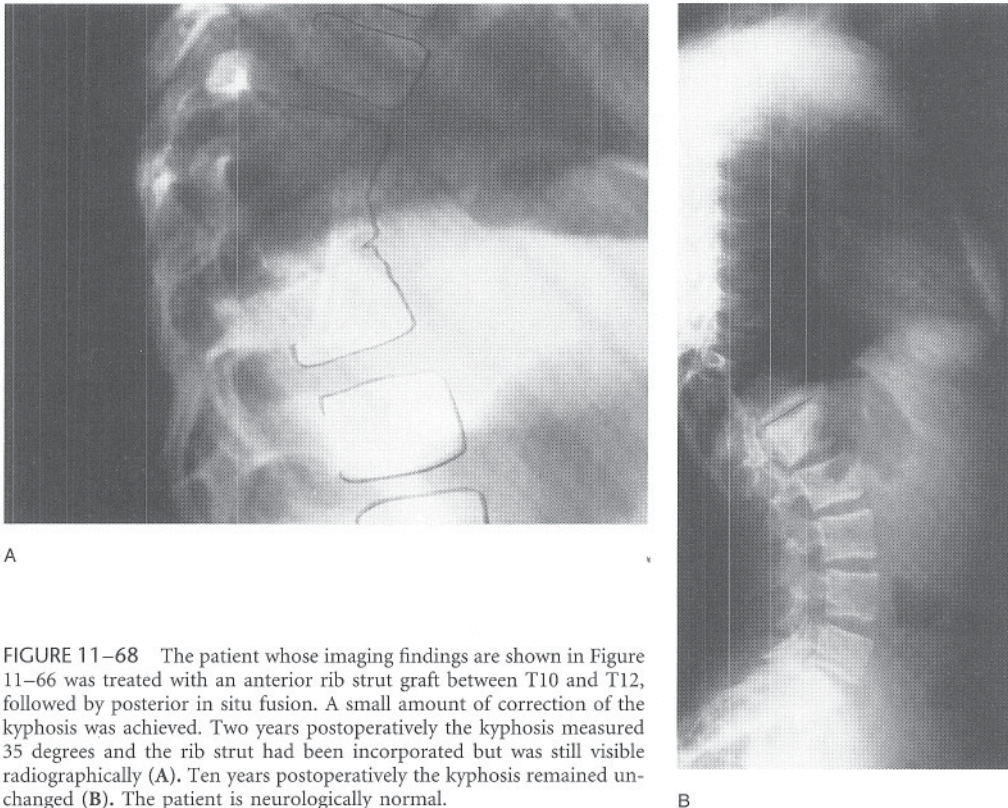 A
FIGURE 11–68 The patient whose imaging findings are shown in Figure
11–66 was treated with an anterior rib strut graft between T10 and T12,
followed by posterior in situ fusion. A small amount of correction of the
kyphosis was achieved. Two years postoperatively the kyphosis measured
35 degrees and the rib strut had been incorporated but was still visible
radiographically (A). Ten years postoperatively the kyphosis remained un-
changed (B). The patient is neurologically normal.
B